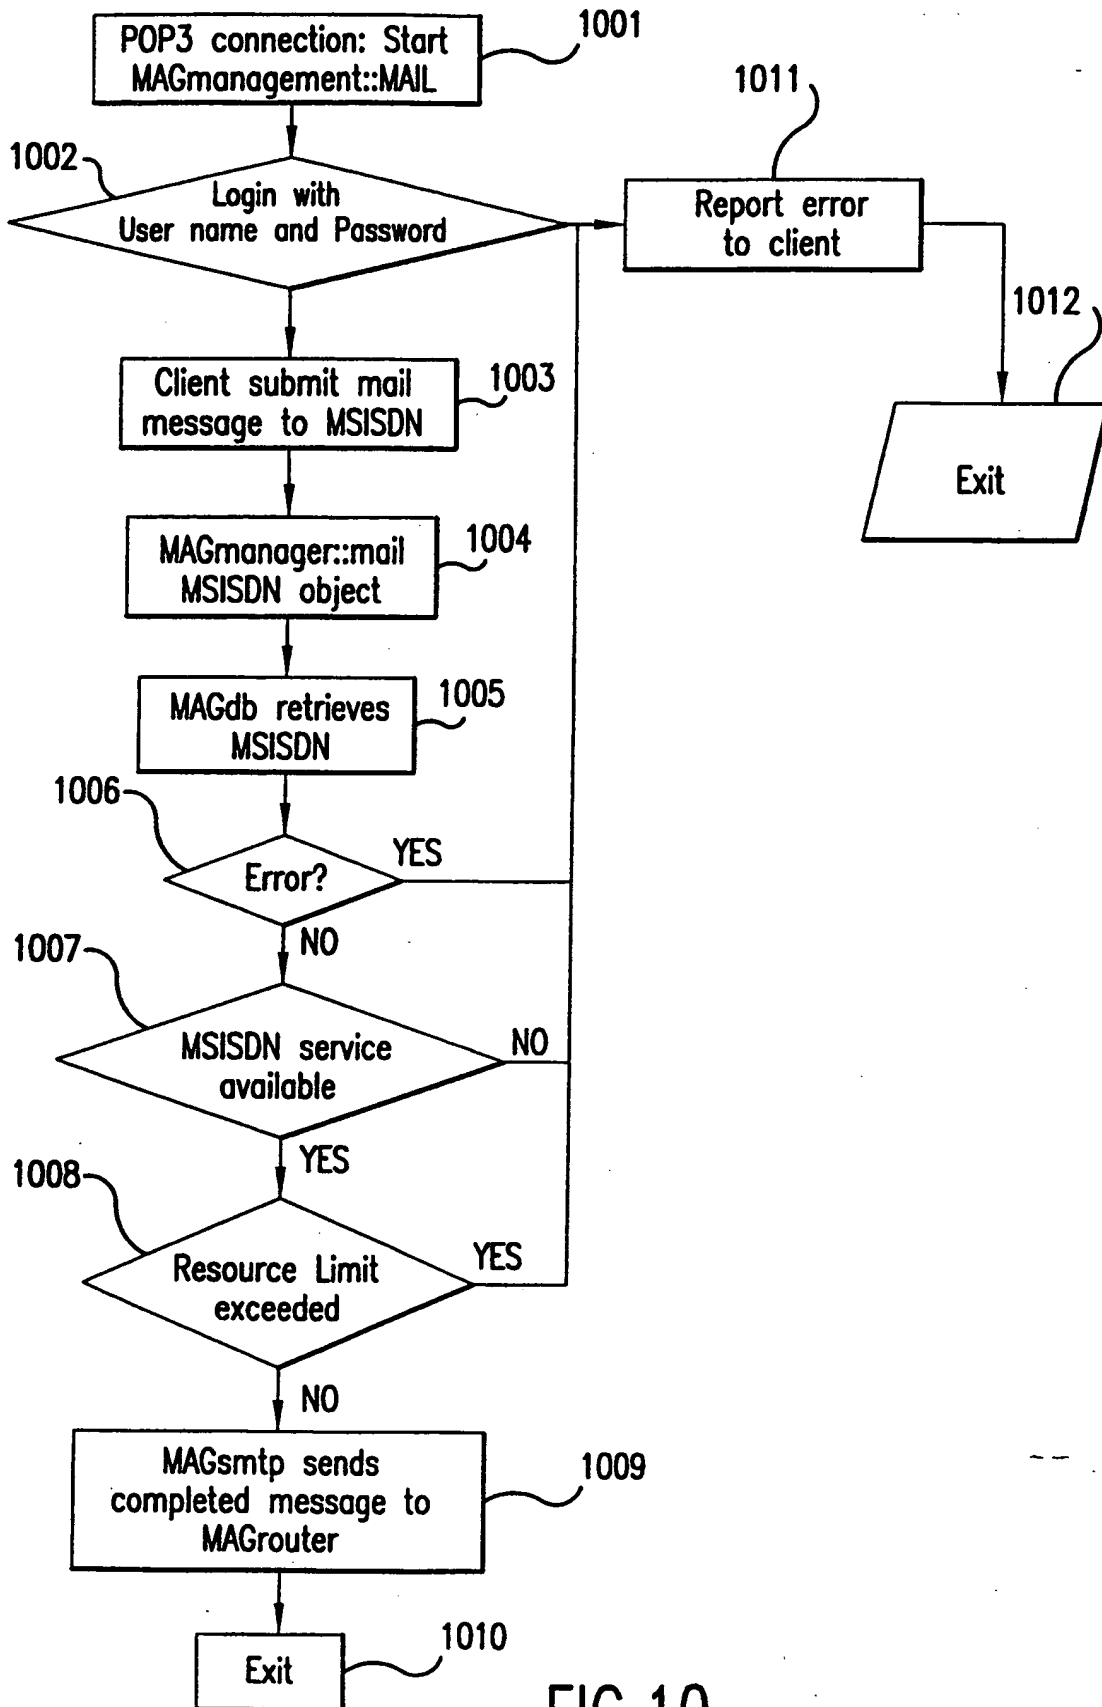 POP3 connection: Start
MAGmanagement::MAIL
1001
1002
Login with
User name and Password
1011
Report error
to client
1012
Exit
Client submit mail
message to MSISDN
1003
MAGmanager::mail
MSISDN object
1004
MAGdb retrieves
MSISDN
1005
1006
Error?
YES
NO
1007
MSISDN service
available
NO
YES
1008
Resource Limit
exceeded
YES
NO
MAGsmtp sends
completed message to
MAGrouter
1009
Exit
1010
FIG.10